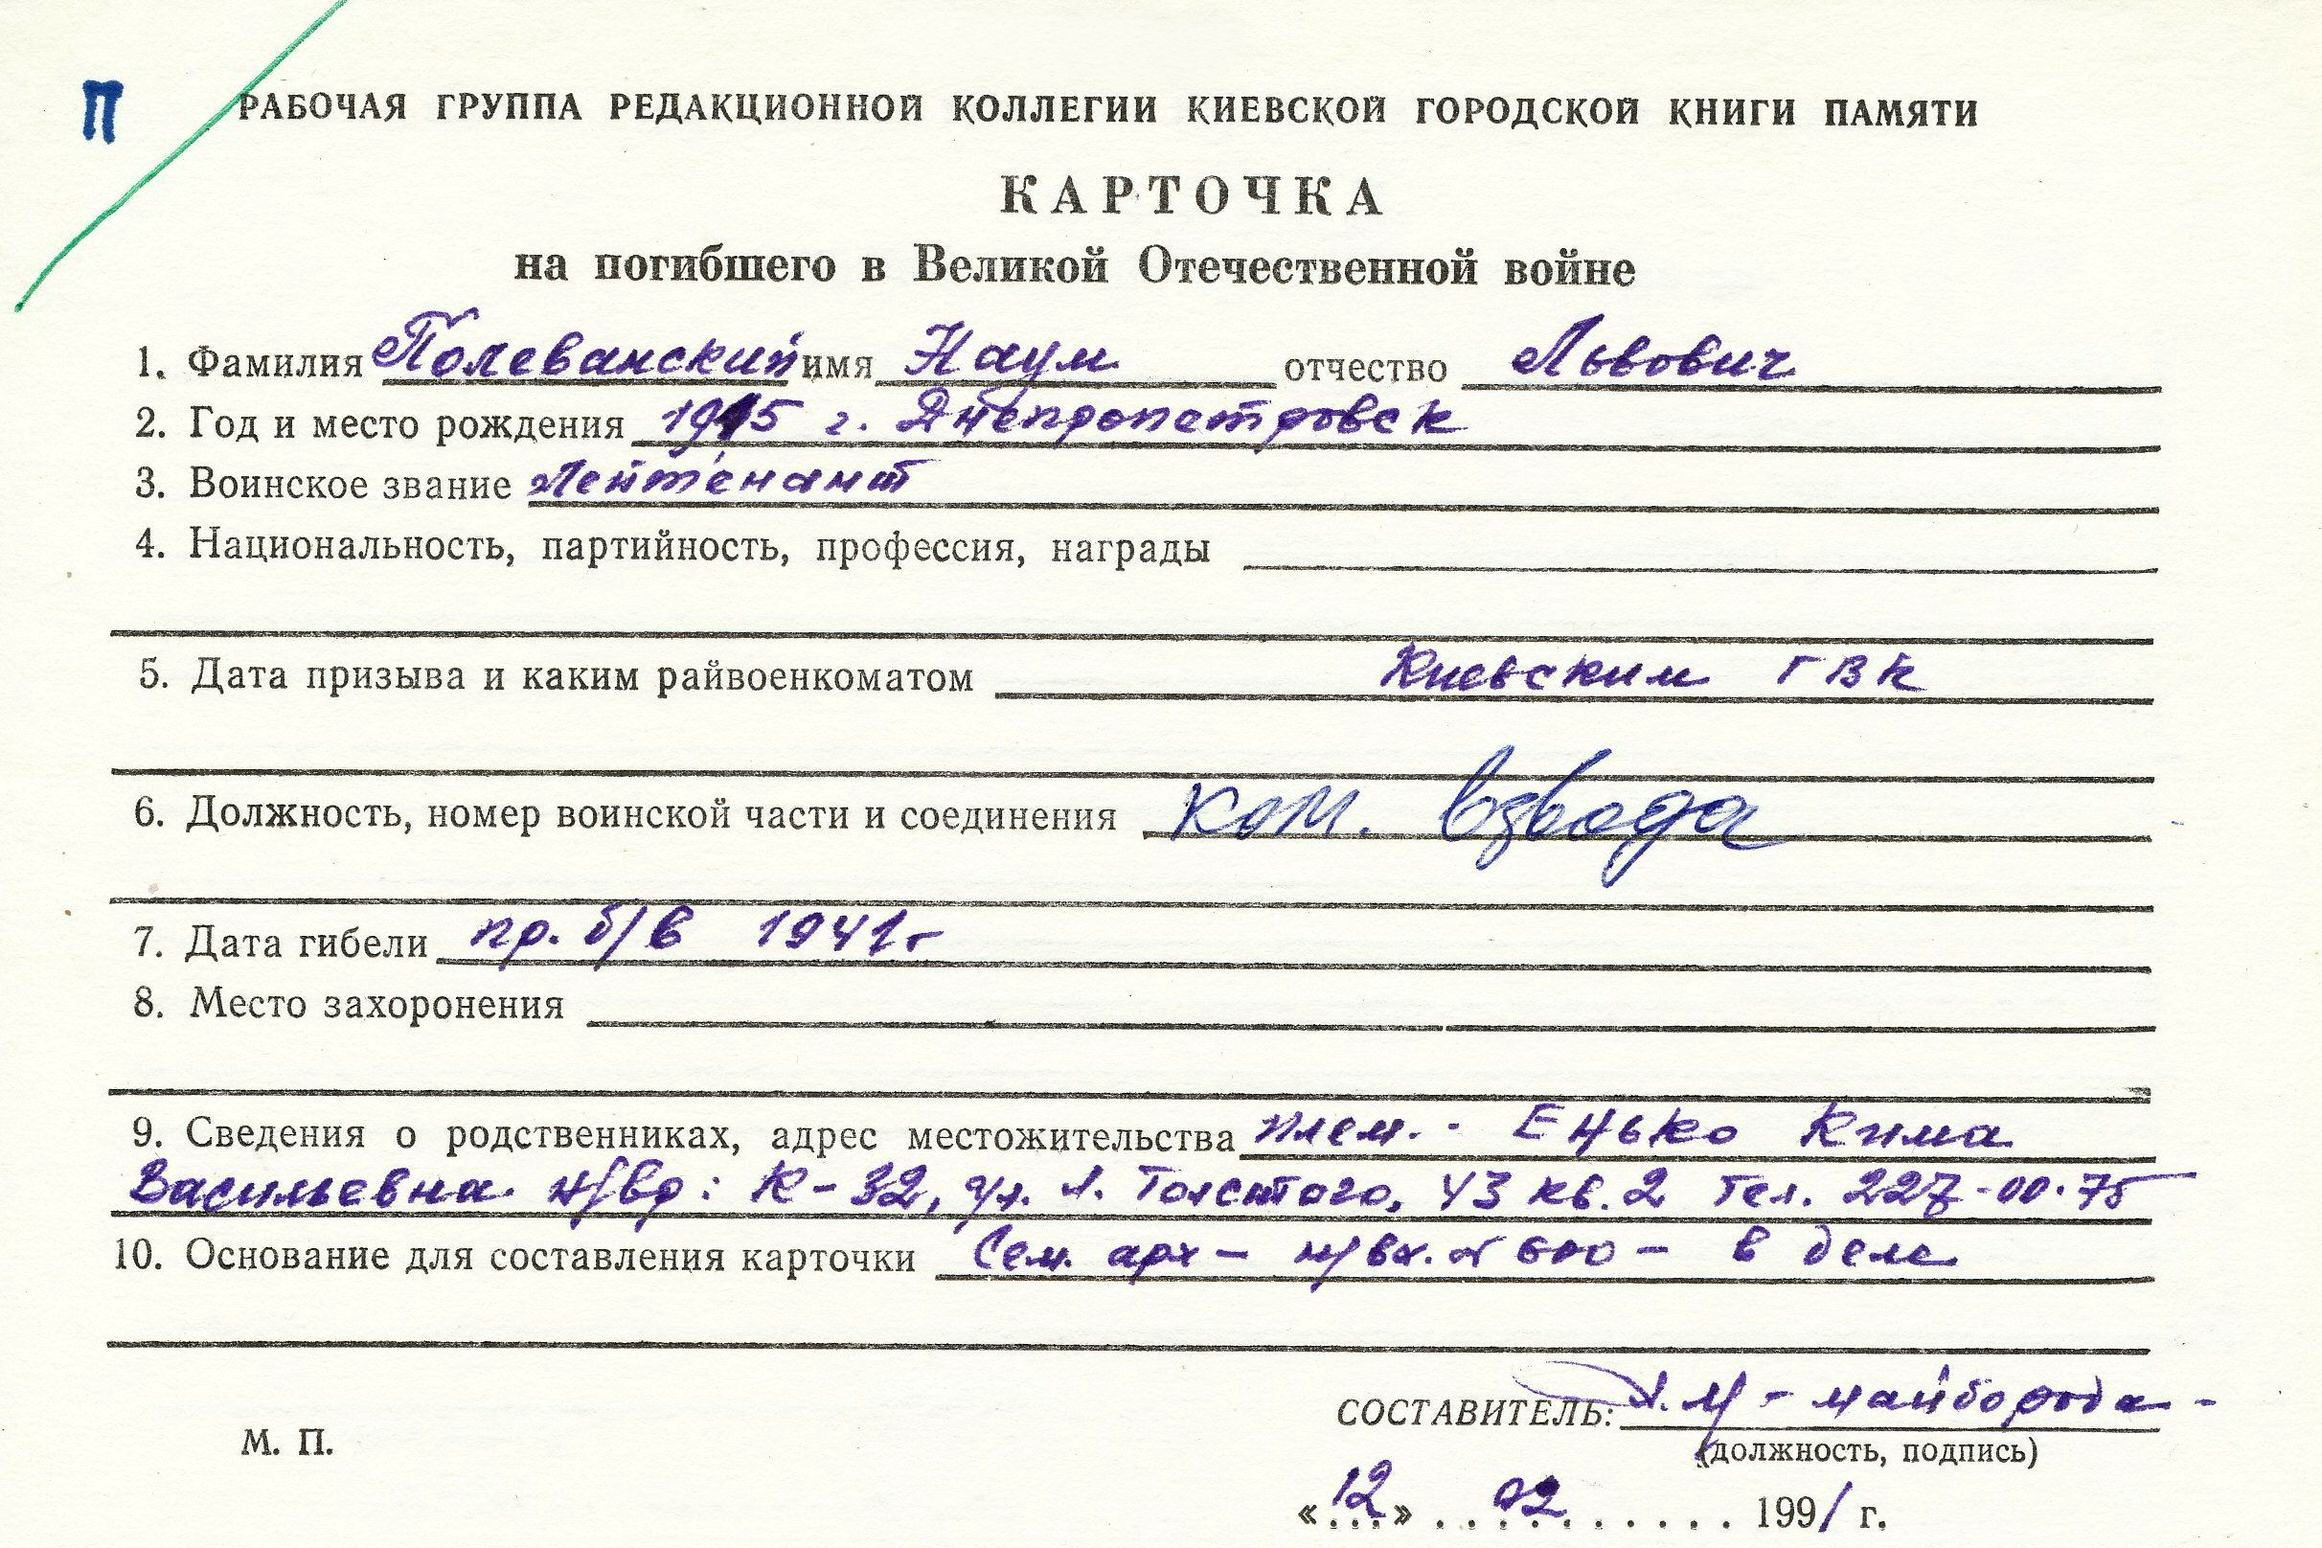 П
РАБОЧАЯ ГРУППА РЕДАКЦИОННОЙ КОЛЛЕГИИ КИЕВСКОЙ ГОРОДСКОЙ КНИГИ ПАМЯТИ
КАРТОЧКА
на погибшего в Великой Отечественной войне
1. Фамилия Полеванский имя Наум отчество Львович
2. Год и место рождения 1915 г. Днепропетровск
3. Воинское звание Лейтенант
4. Национальность, партийность, профессия, награды
5. Дата призыва и каким райвоенкоматом Киевским ГВК
6. Должность, номер воинской части и соединения ком. взвода
7. Дата гибели пр. б/в 1941г
8. Место захоронения
9. Сведения о родственниках, адрес местожительства плем. - Енько Кима
Васильевна : К-32, ул. Л. Толстого, 43 кв. 2 Тел. 227-00-75
10. Основание для составления карточки Сем. арх - н/вх. № 600 - в деле
СОСТАВИТЕЛЬ: - майборода -
М. П.
(должность, подпись)
«12» 02 1991 г.